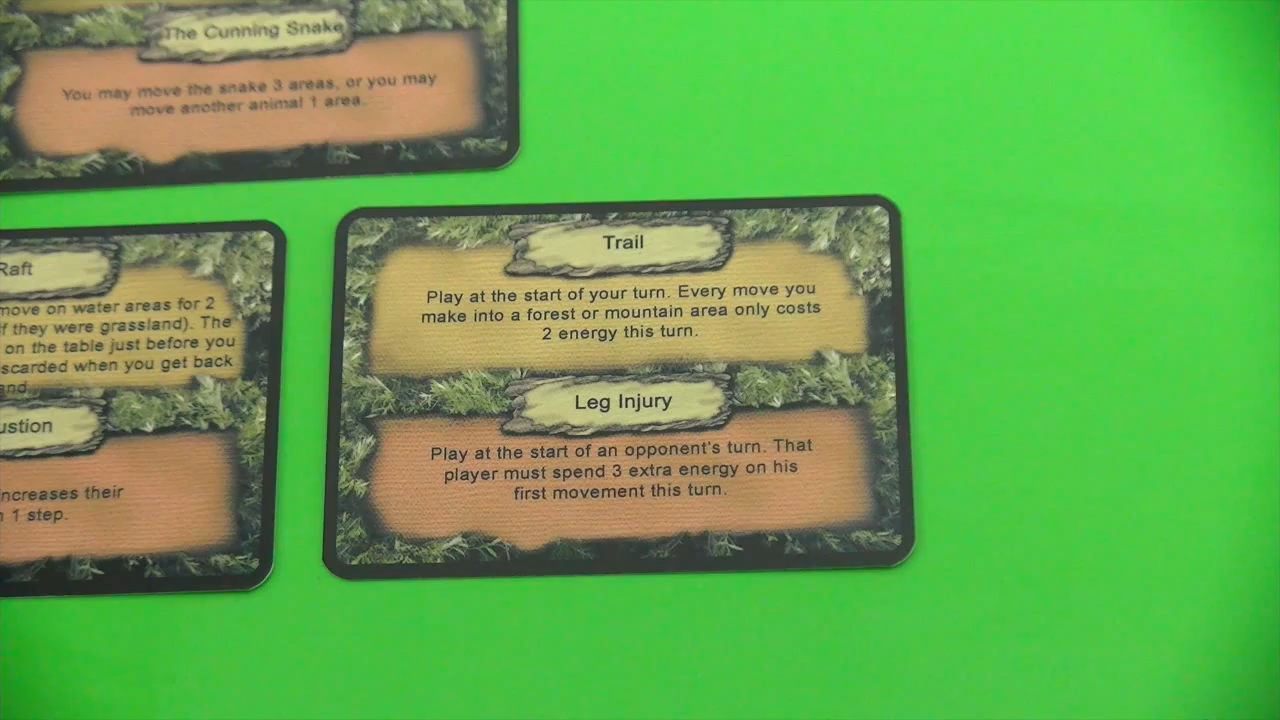 The Cunning Snake
You may move the snake 3 areas, or you may
move another animal 1 area.
Raft
move on water areas for 2
if they were grassland). The
on the table just before you
scarded when you get back
and.
ustion
increases their
1 step.
Trail
Play at the start of your turn. Every move you
make into a forest or mountain area only costs
2 energy this turn.
Leg Injury
Play at the start of an opponent's turn. That
player must spend 3 extra energy on his
first movement this turn.